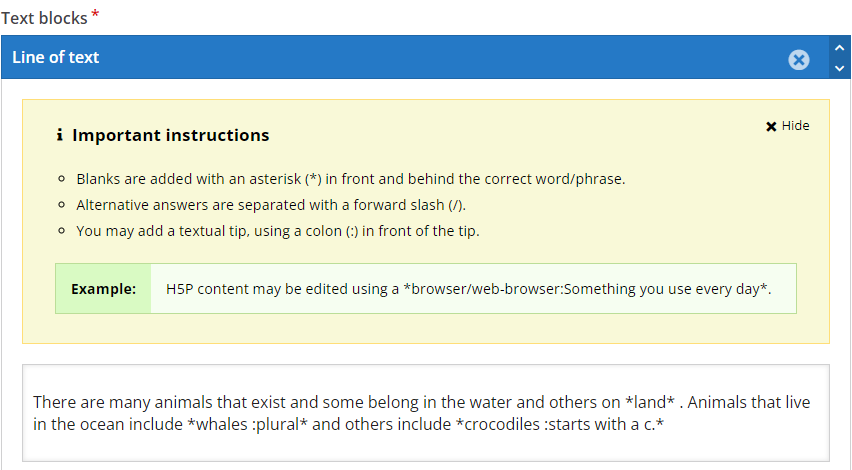 Text blocks *
Line of text
i Important instructions
Hide
Blanks are added with an asterisk (*) in front and behind the correct word/phrase.
Alternative answers are separated with a forward slash (/).
You may add a textual tip, using a colon (:) in front of the tip.
Example: H5P content may be edited using a *browser/web-browser:Something you use every day*.
There are many animals that exist and some belong in the water and others on *land* . Animals that live
in the ocean include *whales :plural* and others include *crocodiles :starts with a c.*